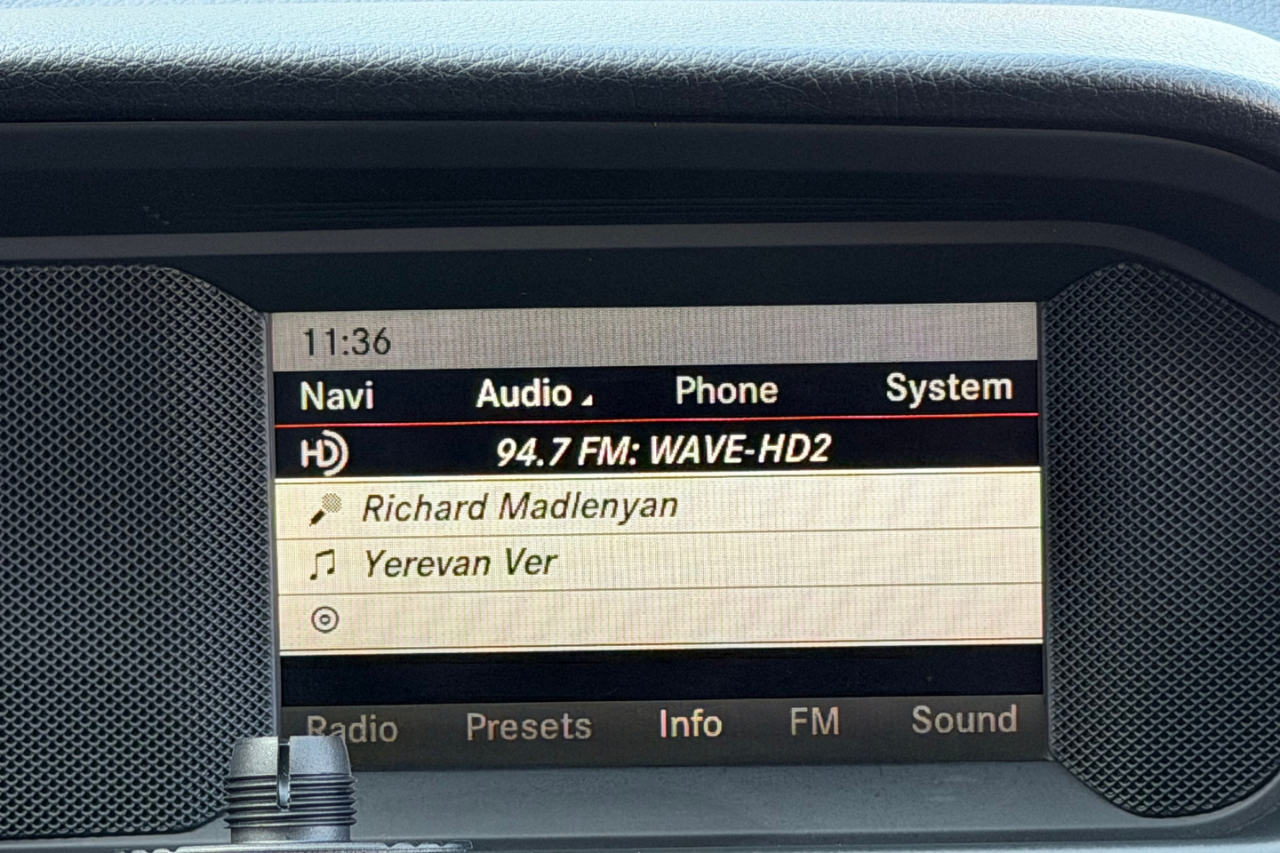 11:36
Navi Audio Phone System
HD 94.7 FM: WAVE-HD2
Richard Madlenyan
Yerevan Ver
Radio Presets Info FM Sound